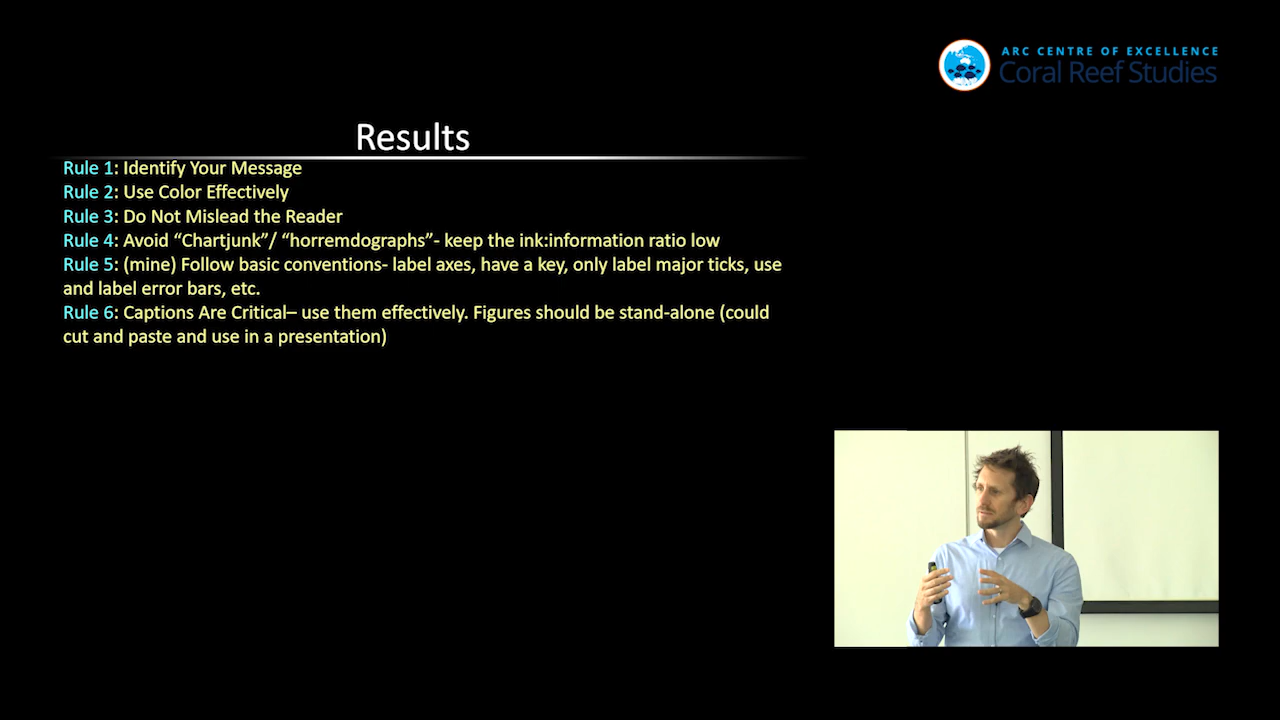 ARC CENTRE OF EXCELLENCE
Coral Reef Studies
Results
Rule 1: Identify Your Message
Rule 2: Use Color Effectively
Rule 3: Do Not Mislead the Reader
Rule 4: Avoid “Chartjunk”/ “horremdographs”- keep the ink:information ratio low
Rule 5: (mine) Follow basic conventions- label axes, have a key, only label major ticks, use
and label error bars, etc.
Rule 6: Captions Are Critical– use them effectively. Figures should be stand-alone (could
cut and paste and use in a presentation)